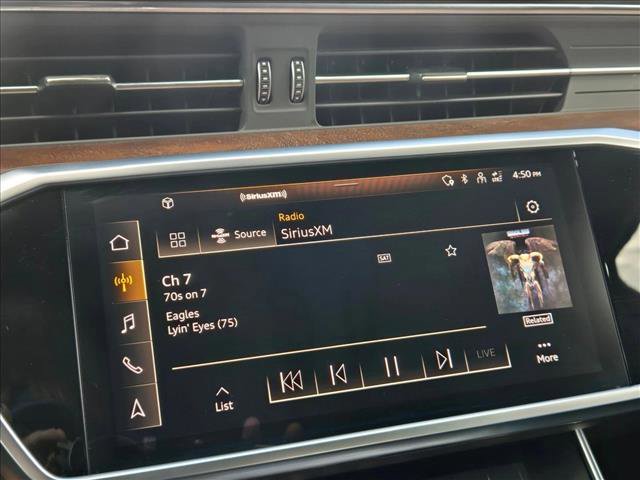 ((SiriusXM))
4:50 PM
LTE
Radio
SiriusXM
Source
Ch 7
70s on 7
SAT
Eagles
Lyin' Eyes (75)
Related
LIVE
More
List